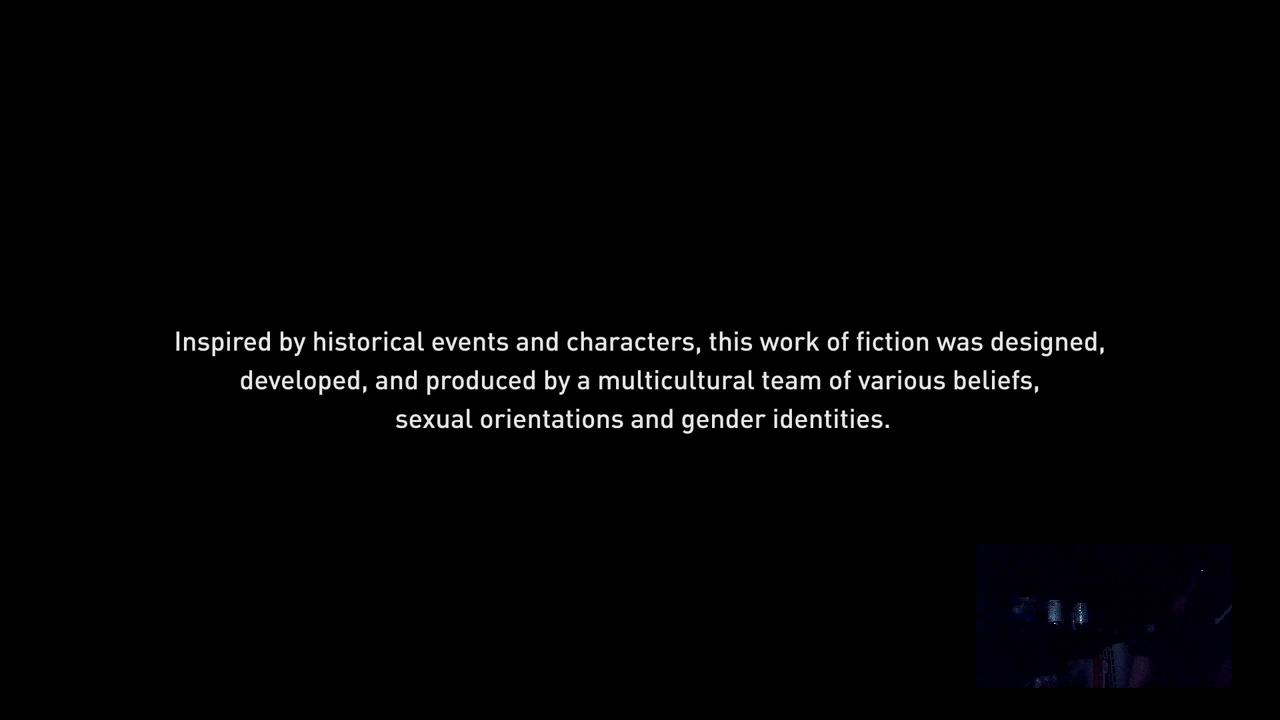 Inspired by historical events and characters, this work of fiction was designed,
developed, and produced by a multicultural team of various beliefs,
sexual orientations and gender identities.